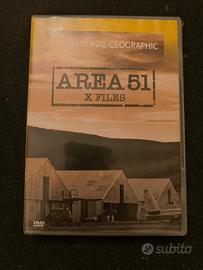 NATIONAL GEOGRAPHIC
AREA 51
X FILES
DVD
subito